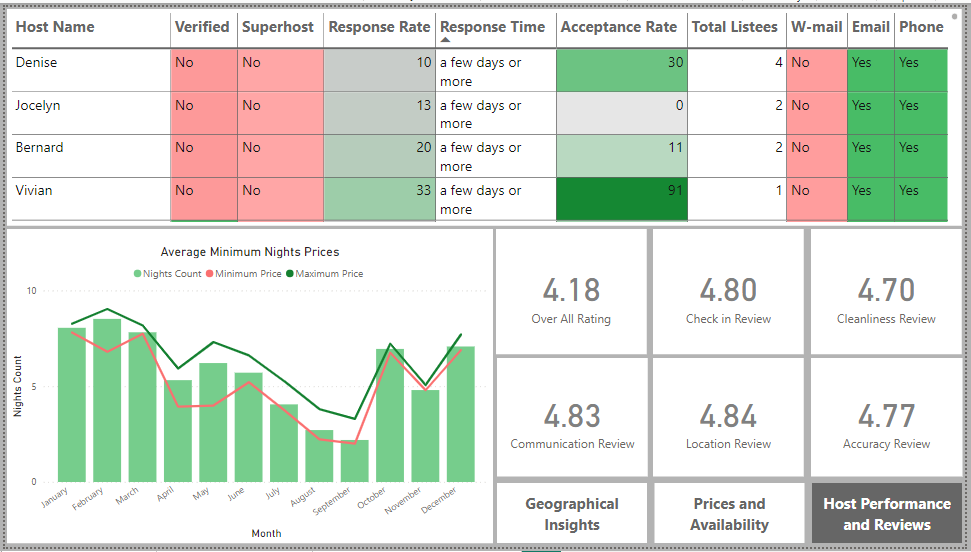 Host Name Verified Superhost Response Rate Response Time Acceptance Rate Total Listees W-mail Email Phone
Denise No No 10 a few days or more 30 4 No Yes Yes
Jocelyn No No 13 a few days or more 0 2 No Yes Yes
Bernard No No 20 a few days or more 11 2 No Yes Yes
Vivian No No 33 a few days or more 91 1 No Yes Yes
Average Minimum Nights Prices
Nights Count Minimum Price Maximum Price
10
5
0
Nights Count
January February March April May June July August September October November December
Month
4.18
Over All Rating
4.80
Check in Review
4.70
Cleanliness Review
4.83
Communication Review
4.84
Location Review
4.77
Accuracy Review
Geographical
Insights
Prices and
Availability
Host Performance
and Reviews